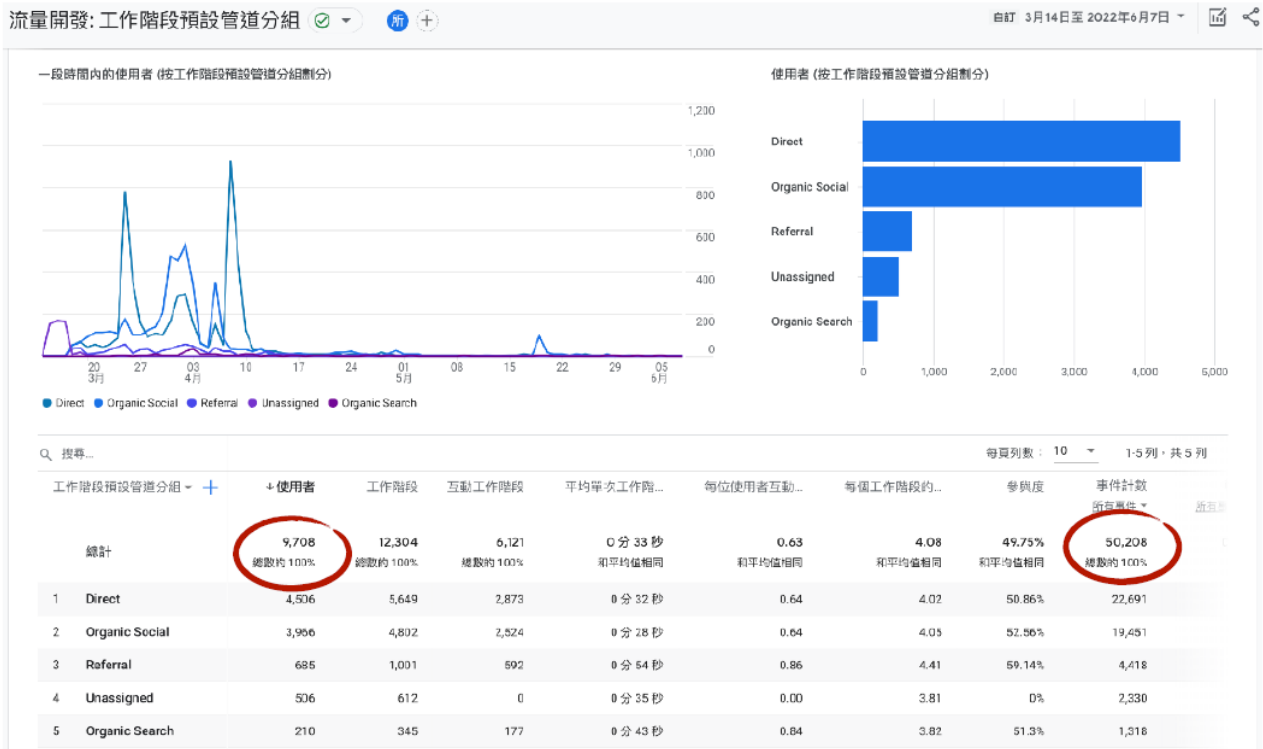 流量開發: 工作階段預設管道分組
所
自訂 3月14日至 2022年6月7日
一段時間內的使用者 (按工作階段預設管道分組劃分)
1,200
1,000
800
600
400
200
0
20 27 03 10 17 24 01 08 15 22 29 05
3月 4月 5月 6月
Direct Organic Social Referral Unassigned Organic Search
使用者 (按工作階段預設管道分組劃分)
Direct
Organic Social
Referral
Unassigned
Organic Search
0 1,000 2,000 3,000 4,000 5,000
搜尋... 每頁列數： 10 1-5 列，共 5 列
工作階段預設管道分組 使用者 工作階段 互動工作階段 平均單次工作階... 每位使用者互動... 每個工作階段的... 參與度 事件計數
所有事件
總計 9,708 12,304 6,121 0 分 33 秒 0.63 4.08 49.75% 50,208
總數的 100% 總數的 100% 總數的 100% 和平均值相同 和平均值相同 和平均值相同 和平均值相同 總數的 100%
1 Direct 4,506 5,649 2,873 0 分 32 秒 0.64 4.02 50.86% 22,691
2 Organic Social 3,966 4,802 2,524 0 分 28 秒 0.64 4.05 52.56% 19,451
3 Referral 685 1,001 592 0 分 54 秒 0.86 4.41 59.14% 4,418
4 Unassigned 506 612 0 0 分 35 秒 0.00 3.81 0% 2,330
5 Organic Search 210 345 177 0 分 43 秒 0.84 3.82 51.3% 1,318